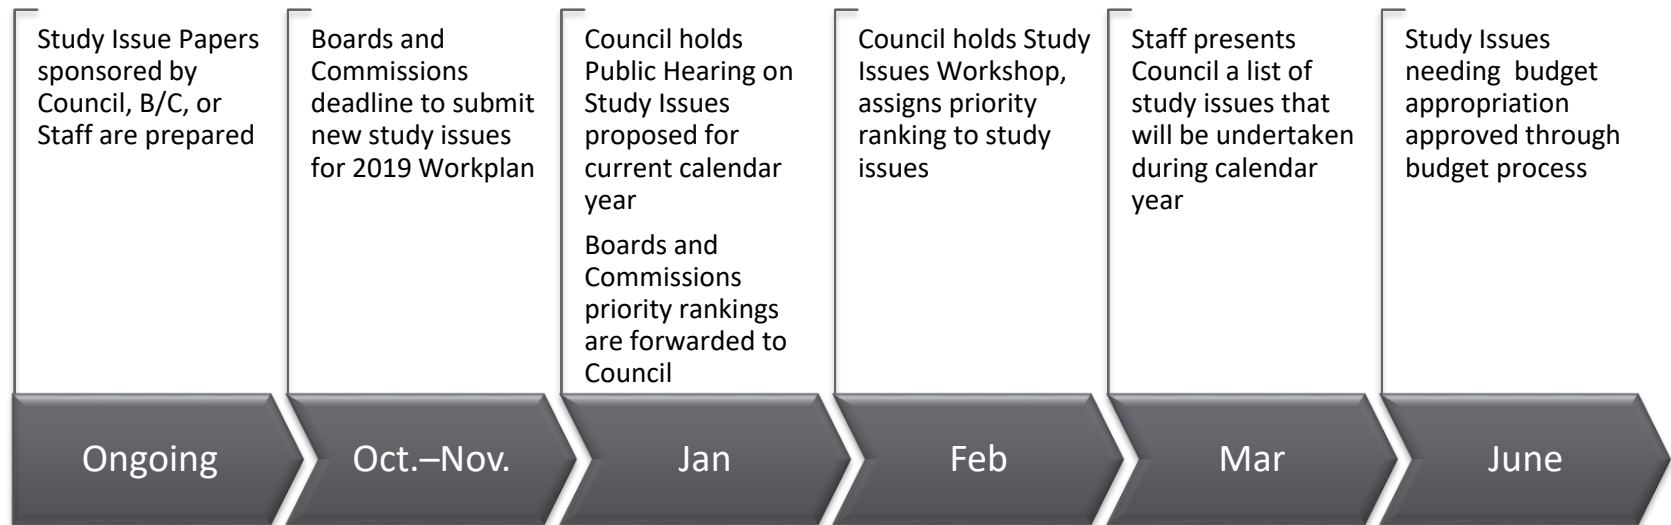 Study Issue Papers
sponsored by
Council, B/C, or
Staff are prepared
Boards and
Commissions
deadline to submit
new study issues
for 2019 Workplan
Council holds
Public Hearing on
Study Issues
proposed for
current calendar
year
Boards and
Commissions
priority rankings
are forwarded to
Council
Council holds Study
Issues Workshop,
assigns priority
ranking to study
issues
Staff presents
Council a list of
study issues that
will be undertaken
during calendar
year
Study Issues
needing  budget
appropriation
approved through
budget process
Ongoing
Oct.–Nov.
Jan
Feb
Mar
June